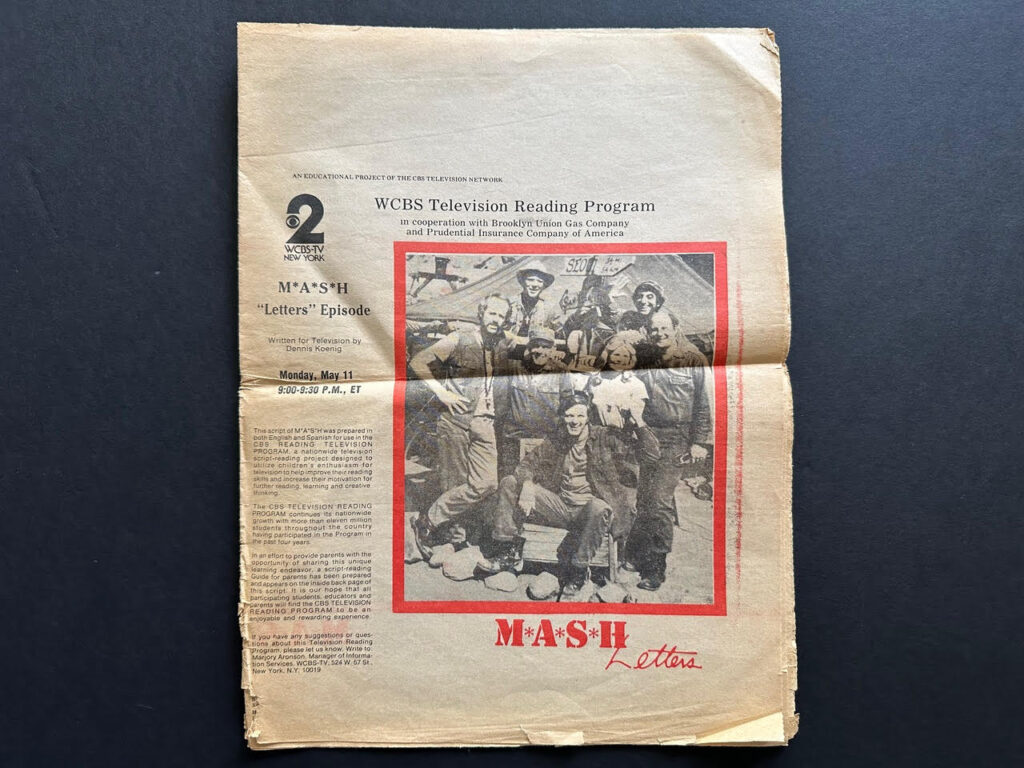 AN EDUCATIONAL PROJECT OF THE CBS TELEVISION NETWORK
2
WCBS-TV
NEW YORK
WCBS Television Reading Program
in cooperation with Brooklyn Union Gas Company
and Prudential Insurance Company of America
M*A*S*H
“Letters” Episode
Written for Television by
Dennis Koenig
Monday, May 11
9:00-9:30 P.M., ET
This script of M*A*S*H was prepared in
both English and Spanish for use in the
CBS READING TELEVISION
PROGRAM, a nationwide television
script-reading project designed to
utilize children's enthusiasm for
television to help improve their reading
skills and increase their motivation for
further reading, learning and creative
thinking.
The CBS TELEVISION READING
PROGRAM continues its nationwide
growth with more than eleven million
students throughout the country
having participated in the Program in
the past four years.
In an effort to provide parents with the
opportunity of sharing this unique
learning endeavor, a script-reading
Guide for parents has been prepared
and appears on the inside back page of
this script. It is our hope that all
participating students, educators and
parents will find the CBS TELEVISION
READING PROGRAM to be an
enjoyable and rewarding experience.
If you have any suggestions or ques-
tions about this Television Reading
Program, please let us know. Write to:
Marjory Aronson, Manager of Informa-
tion Services, WCBS-TV, 524 W. 57 St.,
New York, N.Y. 10019
M*A*S*H
Letters